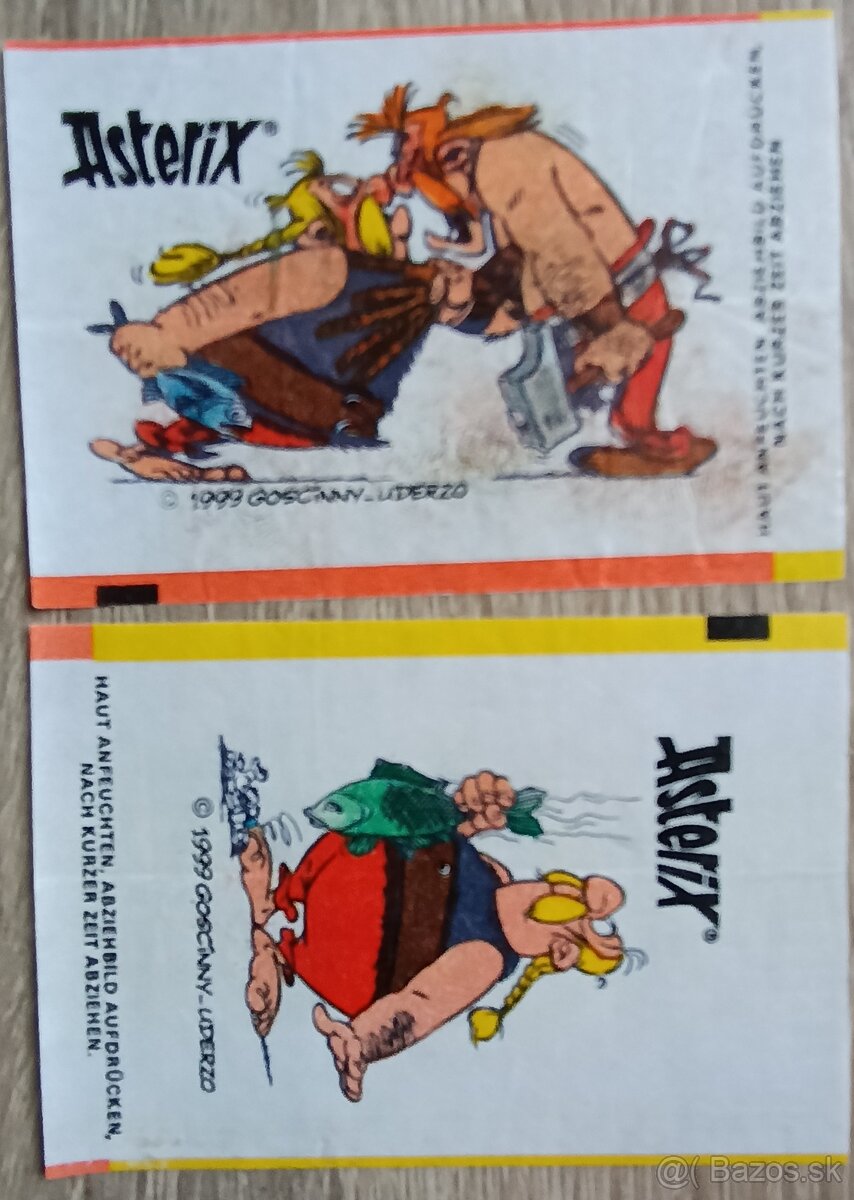 Asterix®
© 1999 GOSCINNY-UDERZO
HAUT ANFEUCHTEN, ABZIEHBILD AUFDRÜCKEN,
NACH KURZER ZEIT ABZIEHEN
Asterix®
© 1999 GOSCINNY-UDERZO
HAUT ANFEUCHTEN, ABZIEHBILD AUFDRÜCKEN,
NACH KURZER ZEIT ABZIEHEN.
@( Bazos.sk